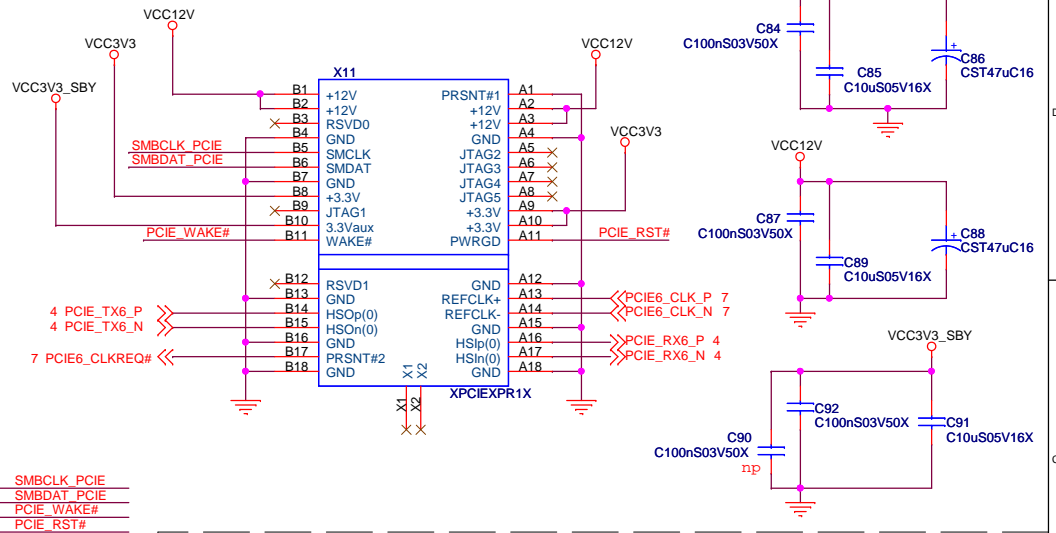 VCC12V
VCC3V3
VCC3V3_SBY
X11
B1 +12V PRSNT#1 A1
B2 +12V +12V A2
B3 RSVD0 +12V A3
B4 GND GND A4
SMBCLK_PCIE B5 SMCLK JTAG2 A5
SMBDAT_PCIE B6 SMDAT JTAG3 A6
B7 GND JTAG4 A7
B8 +3.3V JTAG5 A8
B9 JTAG1 +3.3V A9
B10 3.3Vaux +3.3V A10
PCIE_WAKE# B11 WAKE# PWRGD A11 PCIE_RST#
VCC12V
VCC3V3
B12 RSVD1 GND A12
B13 GND REFCLK+ A13 PCIE6_CLK_P 7
4 PCIE_TX6_P B14 HSOp(0) REFCLK- A14 PCIE6_CLK_N 7
4 PCIE_TX6_N B15 HSOn(0) GND A15
B16 GND HSIp(0) A16 PCIE_RX6_P 4
7 PCIE6_CLKREQ# B17 PRSNT#2 HSIn(0) A17 PCIE_RX6_N 4
B18 GND GND A18
X1 X2
XPCIEXPR1X
X1 X2
C84
C100nS03V50X
C85
C10uS05V16X
+
C86
CST47uC16
D
VCC12V
C87
C100nS03V50X
C89
C10uS05V16X
+
C88
CST47uC16
VCC3V3_SBY
C92
C100nS03V50X
C91
C10uS05V16X
C90
C100nS03V50X
np
C
SMBCLK_PCIE
SMBDAT_PCIE
PCIE_WAKE#
PCIE_RST#